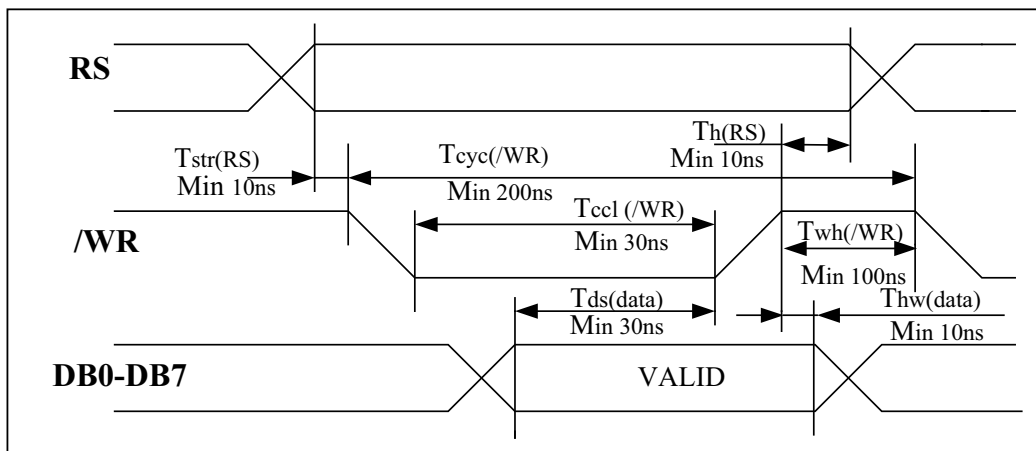 RS
Th(RS)
Min 10ns
Tstr(RS)
Min 10ns
Tcyc(/WR)
Min 200ns
/WR
Tccl (/WR)
Min 30ns
Twh(/WR)
Min 100ns
Tds(data)
Min 30ns
Thw(data)
Min 10ns
DB0-DB7
VALID